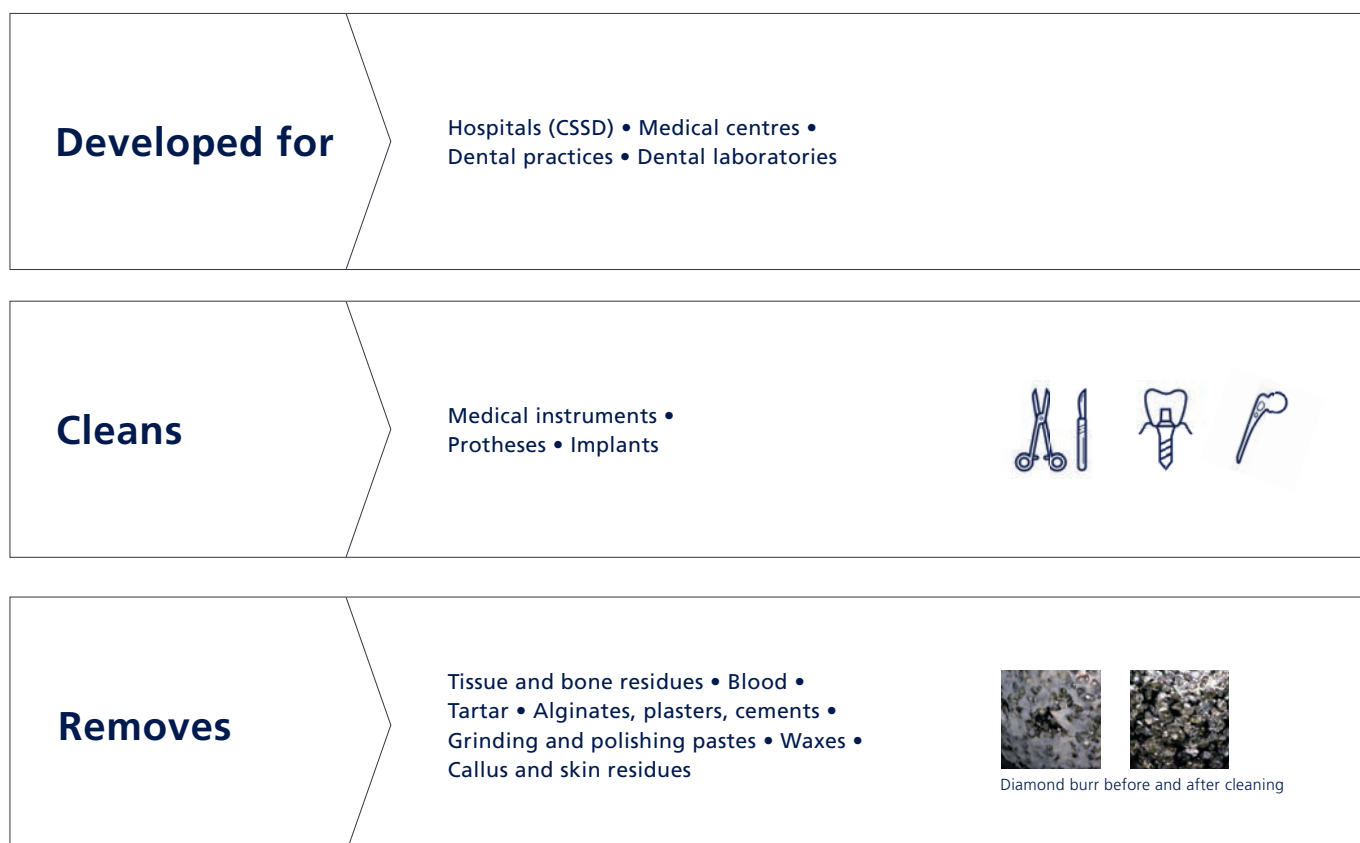 Developed for
Hospitals (CSSD) • Medical centres •
Dental practices • Dental laboratories
Cleans
Medical instruments •
Protheses • Implants
Removes
Tissue and bone residues • Blood •
Tartar • Alginates, plasters, cements •
Grinding and polishing pastes • Waxes •
Callus and skin residues
Diamond burr before and after cleaning